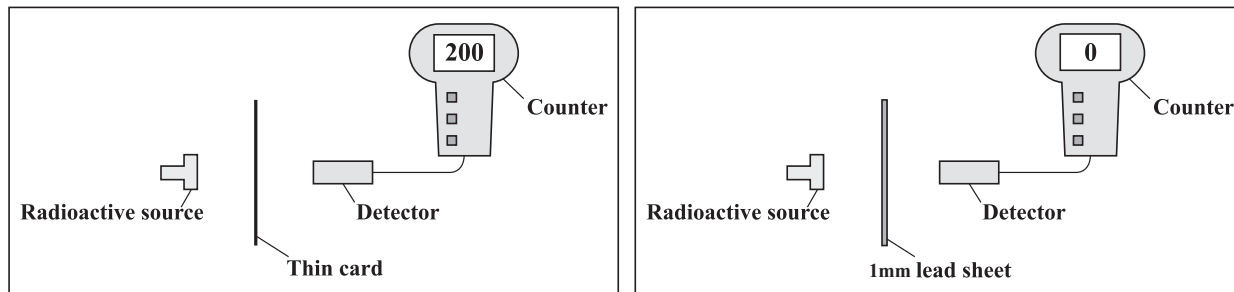 200
Counter
Radioactive source
Detector
Thin card
0
Counter
Radioactive source
Detector
1mm lead sheet